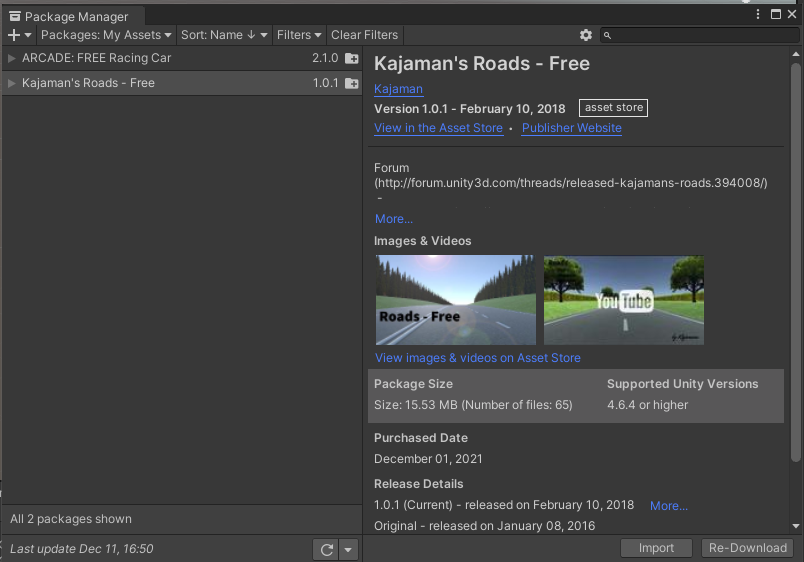 Package Manager
Packages: My Assets Sort: Name ↓ Filters Clear Filters
ARCADE: FREE Racing Car 2.1.0
Kajaman's Roads - Free 1.0.1
All 2 packages shown
Last update Dec 11, 16:50
Kajaman's Roads - Free
Kajaman
Version 1.0.1 - February 10, 2018 asset store
View in the Asset Store • Publisher Website
Forum
(http://forum.unity3d.com/threads/released-kajamans-roads.394008/)
-
More...
Images & Videos
Roads - Free
Roads
YouTube
by Kajaman
View images & videos on Asset Store
Package Size Supported Unity Versions
Size: 15.53 MB (Number of files: 65) 4.6.4 or higher
Purchased Date
December 01, 2021
Release Details
1.0.1 (Current) - released on February 10, 2018 More...
Original - released on January 08, 2016
Import Re-Download